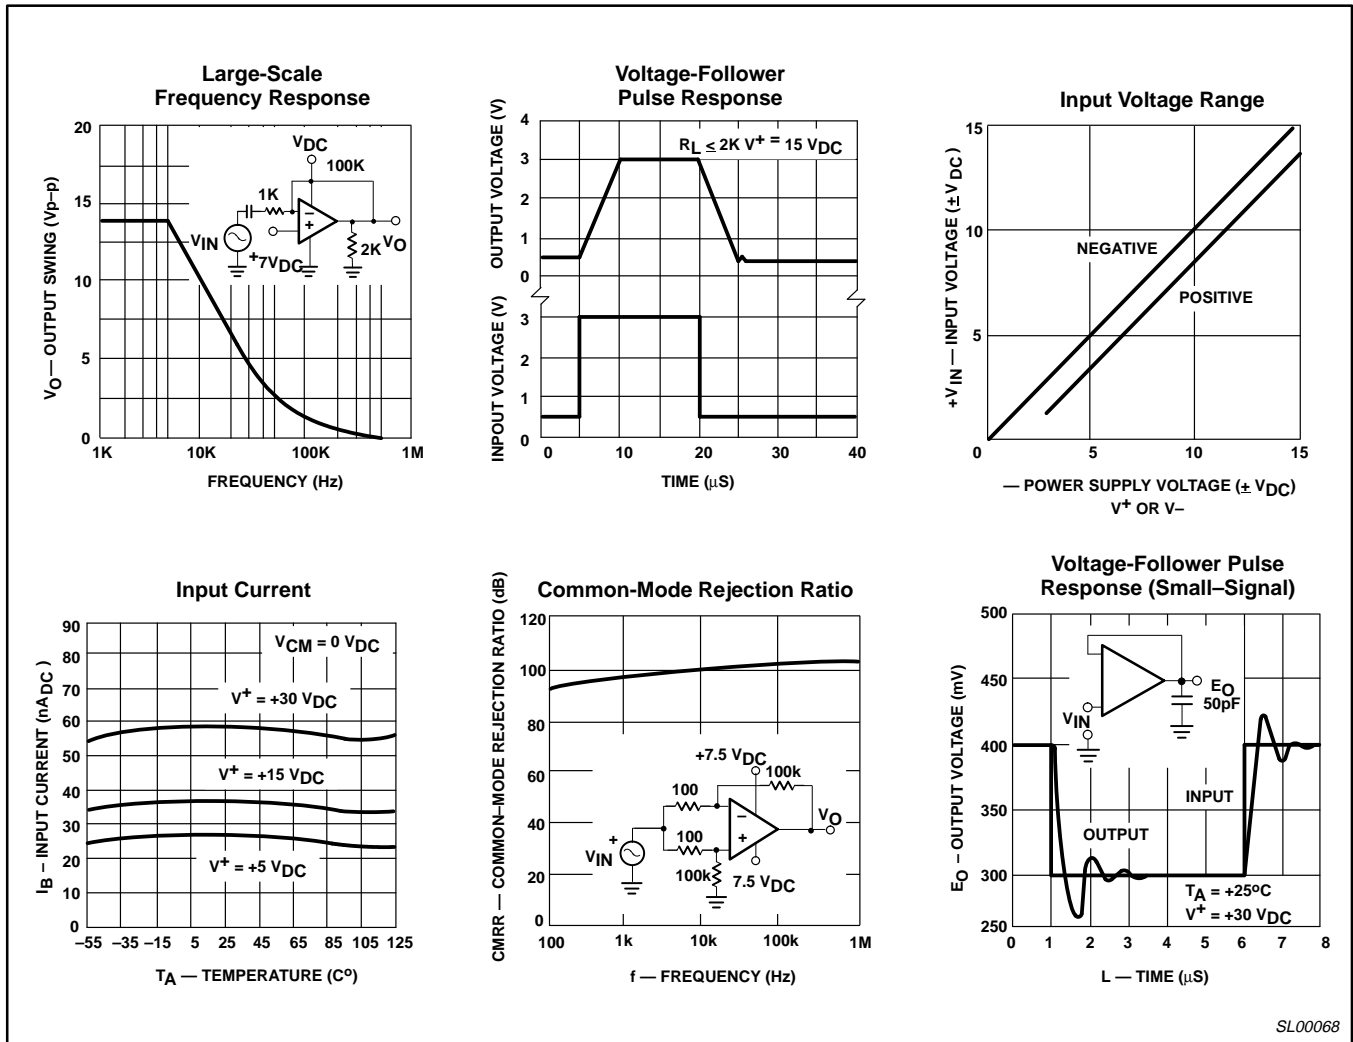 Large-Scale
Frequency Response
VO — OUTPUT SWING (Vp–p)
20
15
10
5
0
1K 10K 100K 1M
FREQUENCY (Hz)
VDC
100K
1K
–
+
VIN
+7VDC
2K
VO
Voltage-Follower
Pulse Response
OUTPUT VOLTAGE (V)
4
3
2
1
0
RL ≤ 2K V+ = 15 VDC
INPOUT VOLTAGE (V)
3
2
1
0
0 10 20 30 40
TIME (µS)
Input Voltage Range
+VIN — INPUT VOLTAGE (± VDC)
15
10
5
0
NEGATIVE
POSITIVE
5 10 15
— POWER SUPPLY VOLTAGE (± VDC)
V+ OR V–
Input Current
IB – INPUT CURRENT (nADC)
90
80
70
60
50
40
30
20
10
0
VCM = 0 VDC
V+ = +30 VDC
V+ = +15 VDC
V+ = +5 VDC
–55 –35 –15 5 25 45 65 85 105 125
TA — TEMPERATURE (Co)
Common-Mode Rejection Ratio
CMRR — COMMON–MODE REJECTION RATIO (dB)
120
100
80
60
40
20
0
+7.5 VDC
100k
100
–
+
VO
+
VIN
100
100k
7.5 VDC
100 1k 10k 100k 1M
f — FREQUENCY (Hz)
Voltage-Follower Pulse
Response (Small–Signal)
EO – OUTPUT VOLTAGE (mV)
500
450
400
350
300
250
EO
50pF
VIN
INPUT
OUTPUT
TA = +25oC
V+ = +30 VDC
0 1 2 3 4 5 6 7 8
L — TIME (µS)
SL00068